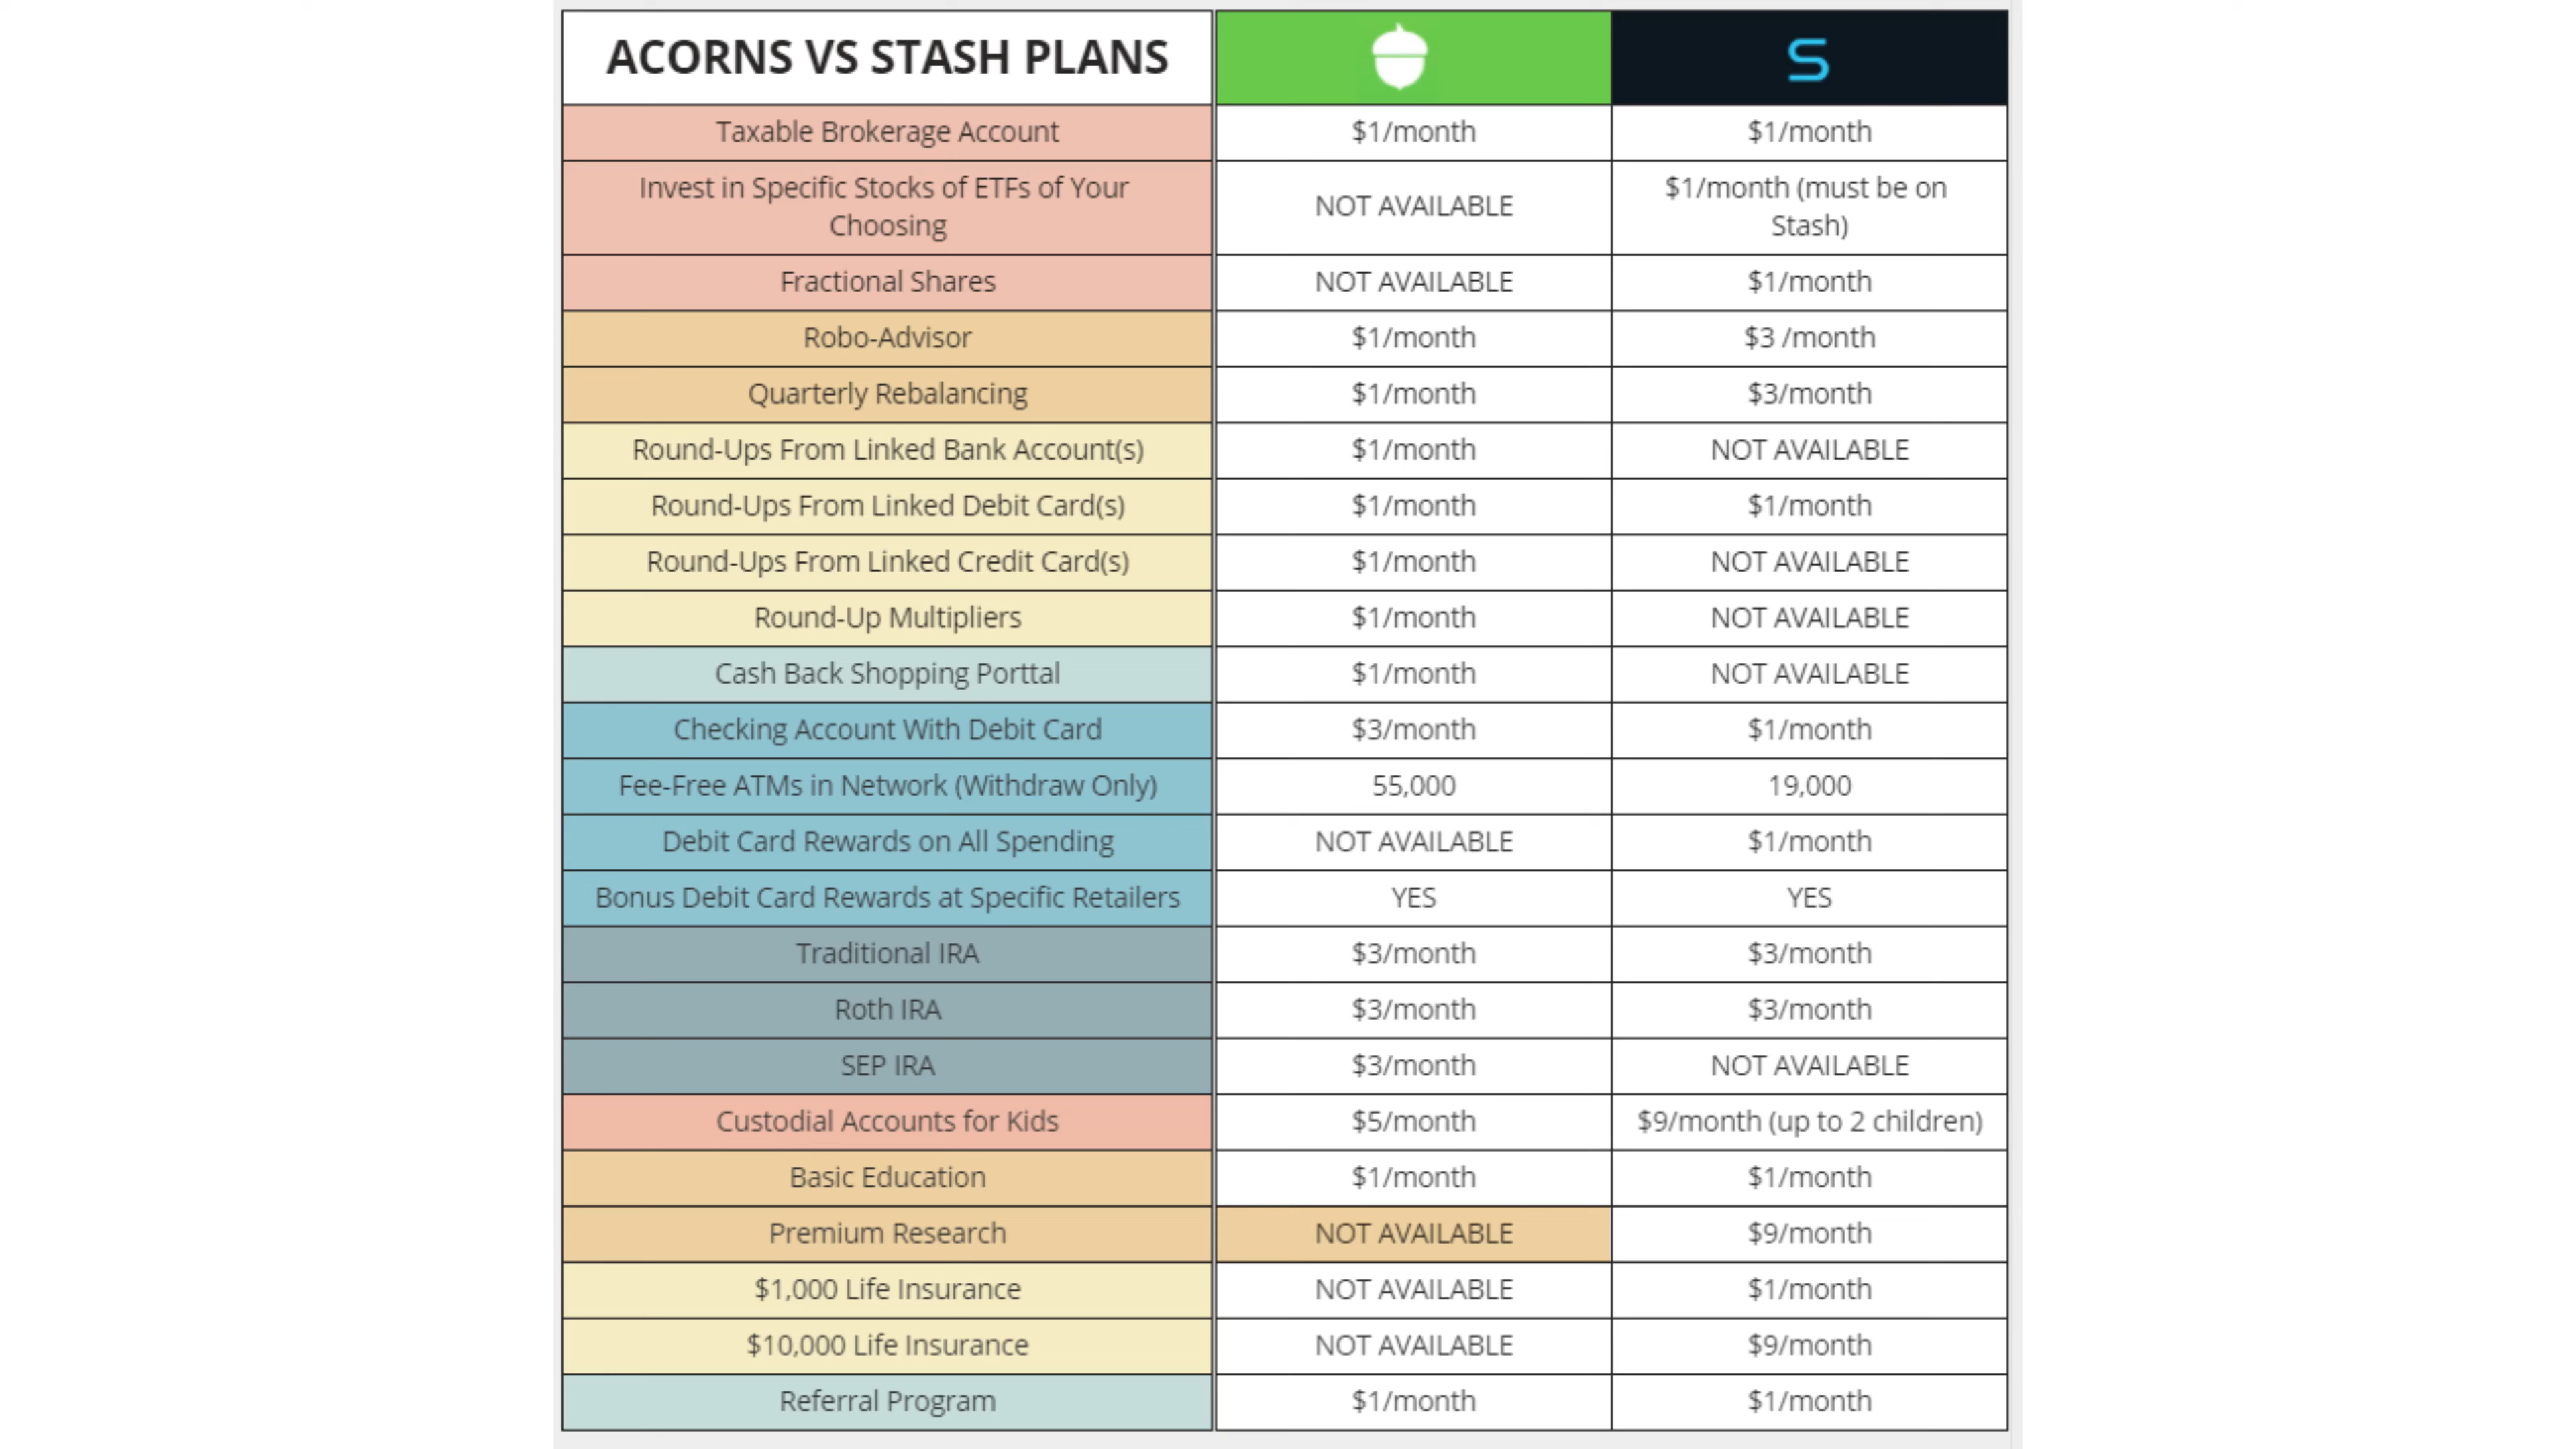 ACORNS VS STASH PLANS
Taxable Brokerage Account $1/month $1/month
Invest in Specific Stocks of ETFs of Your
Choosing
NOT AVAILABLE
$1/month (must be on
Stash)
Fractional Shares NOT AVAILABLE $1/month
Robo-Advisor $1/month $3 /month
Quarterly Rebalancing $1/month $3/month
Round-Ups From Linked Bank Account(s) $1/month NOT AVAILABLE
Round-Ups From Linked Debit Card(s) $1/month $1/month
Round-Ups From Linked Credit Card(s) $1/month NOT AVAILABLE
Round-Up Multipliers $1/month NOT AVAILABLE
Cash Back Shopping Porttal $1/month NOT AVAILABLE
Checking Account With Debit Card $3/month $1/month
Fee-Free ATMs in Network (Withdraw Only) 55,000 19,000
Debit Card Rewards on All Spending NOT AVAILABLE $1/month
Bonus Debit Card Rewards at Specific Retailers YES YES
Traditional IRA $3/month $3/month
Roth IRA $3/month $3/month
SEP IRA $3/month NOT AVAILABLE
Custodial Accounts for Kids $5/month $9/month (up to 2 children)
Basic Education $1/month $1/month
Premium Research NOT AVAILABLE $9/month
$1,000 Life Insurance NOT AVAILABLE $1/month
$10,000 Life Insurance NOT AVAILABLE $9/month
Referral Program $1/month $1/month